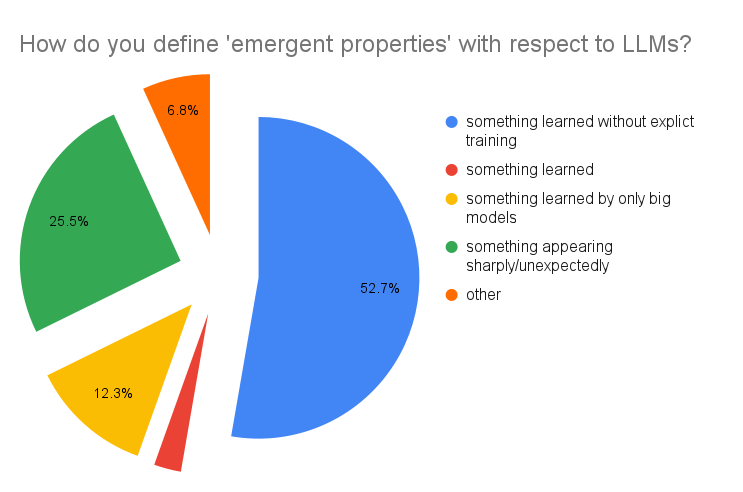 How do you define 'emergent properties' with respect to LLMs?
6.8%
25.5%
52.7%
12.3%
something learned without explict
training
something learned
something learned by only big
models
something appearing
sharply/unexpectedly
other